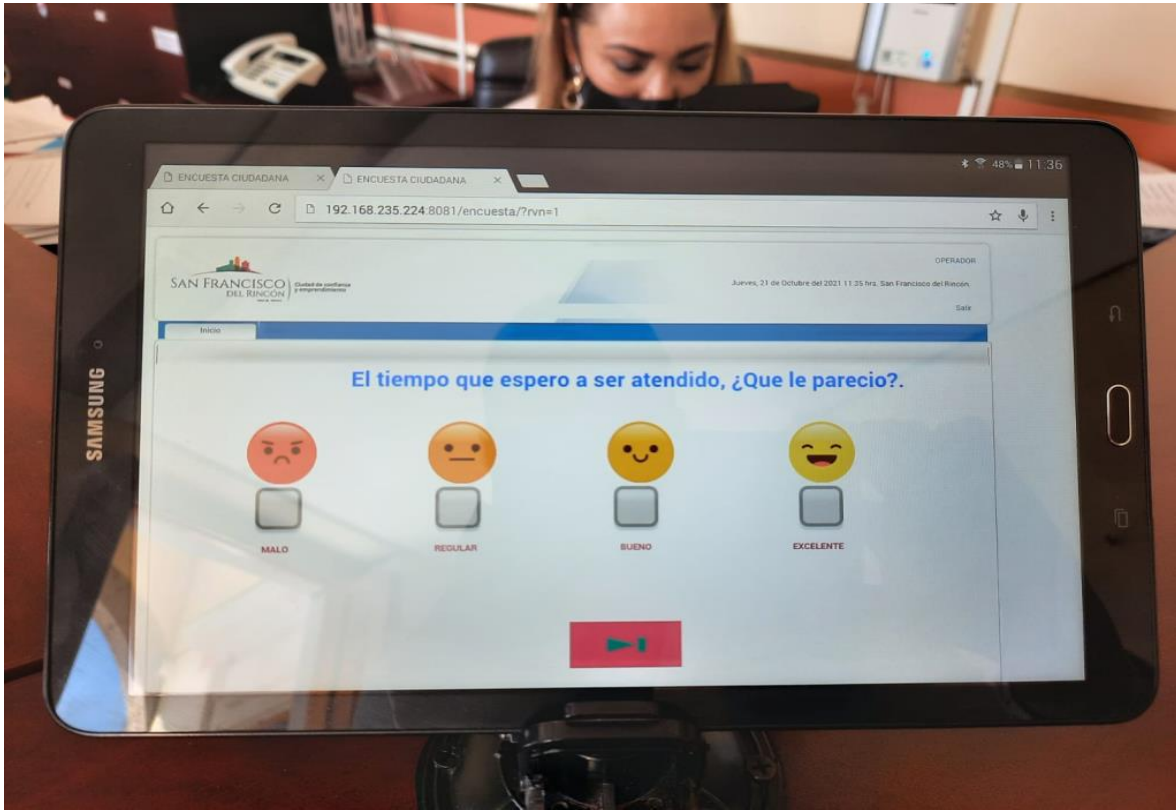 48% 11:36
ENCUESTA CIUDADANA × ENCUESTA CIUDADANA ×
192.168.235.224:8081/encuesta/?rvn=1
OPERADOR
SAN FRANCISCO
DEL RINCÓN
Ciudad de confianza
y emprendimiento
Jueves, 21 de Octubre del 2021 11:35 hrs. San Francisco del Rincón.
Salir
Inicio
SAMSUNG
El tiempo que espero a ser atendido, ¿Que le parecio?.
MALO REGULAR BUENO EXCELENTE